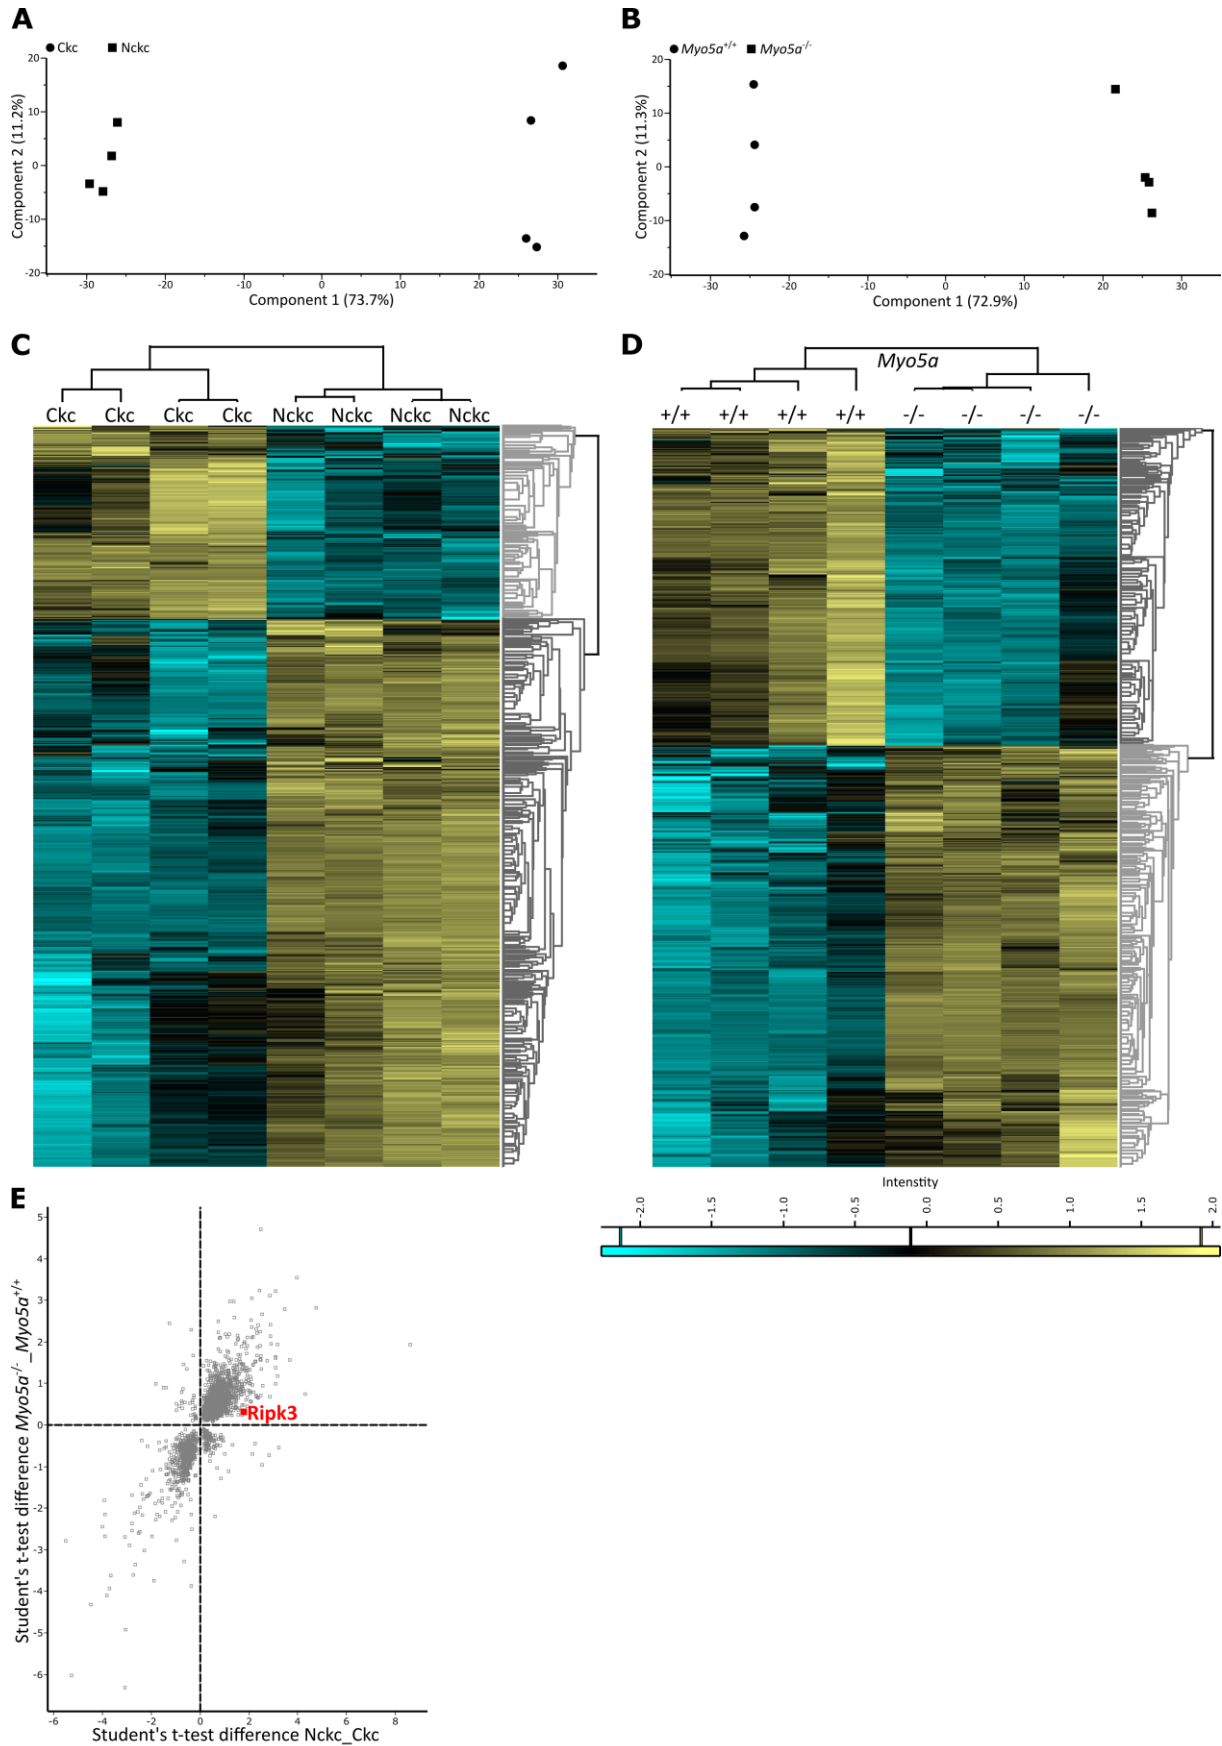 A
Ckc Nckc
20
10
0
-10
-20
Component 2 (11.2%)
-30 -20 -10 0 10 20 30
Component 1 (73.7%)
B
Myo5a+/+ Myo5a-/-
20
10
0
-10
-20
Component 2 (11.3%)
-30 -20 -10 0 10 20 30
Component 1 (72.9%)
C
Ckc Ckc Ckc Ckc Nckc Nckc Nckc Nckc
D
Myo5a
+/+ +/+ +/+ +/+ -/- -/- -/- -/-
Intenstity
-2.0 -1.5 -1.0 -0.5 0.0 0.5 1.0 1.5 2.0
E
5
4
3
2
1
0
-1
-2
-3
-4
-5
-6
Student's t-test difference Myo5a-/-_Myo5a+/+
Ripk3
-6 -4 -2 0 2 4 6 8
Student's t-test difference Nckc_Ckc